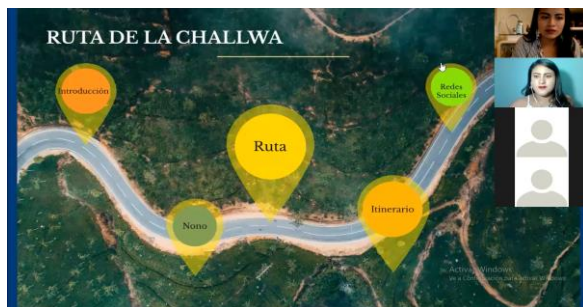 RUTA DE LA CHALLWA
Introducción
Redes
Sociales
Ruta
Nono
Itinerario
Activar Windows